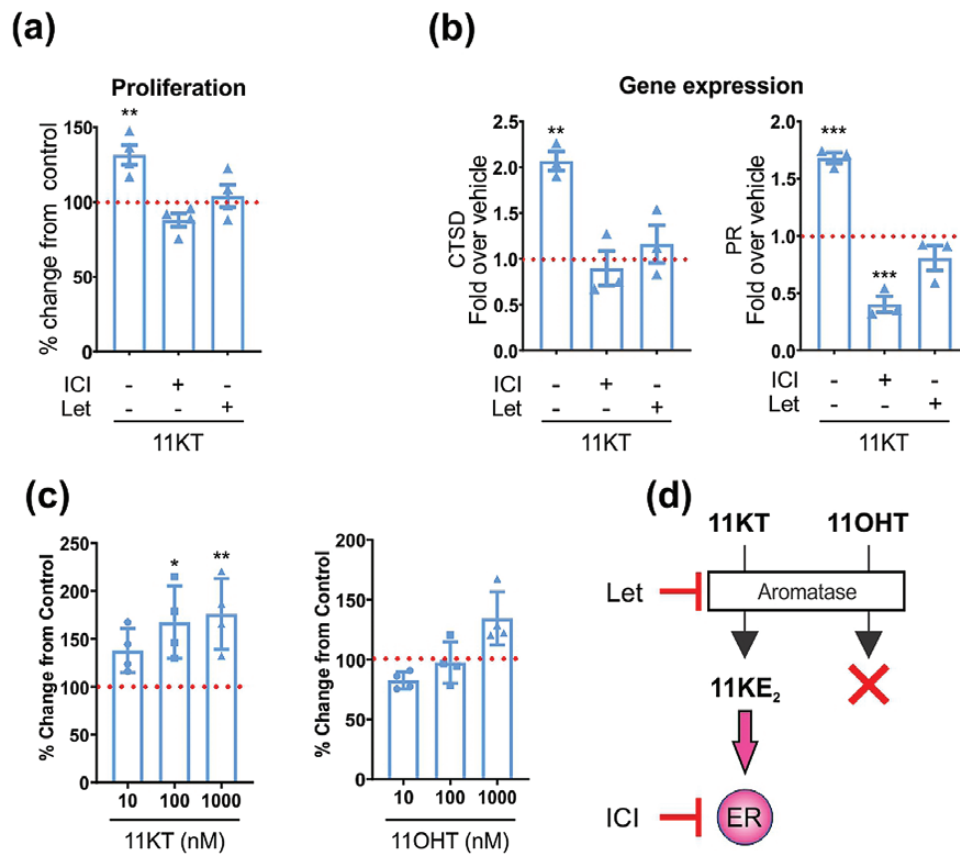 (a)
Proliferation
% change from control
150
100
50
0
**
ICI - + -
Let - - +
11KT
(b)
Gene expression
CTSD
Fold over vehicle
2.5
2.0
1.5
1.0
0.5
0.0
**
ICI - + -
Let - - +
11KT
PR
Fold over vehicle
2.0
1.5
1.0
0.5
0.0
***
***
ICI - + -
Let - - +
11KT
(c)
% Change from Control
250
200
150
100
50
0
*
**
10 100 1000
11KT (nM)
% Change from Control
200
150
100
50
0
10 100 1000
11OHT (nM)
(d)
11KT 11OHT
Let
Aromatase
11KE₂
ICI
ER